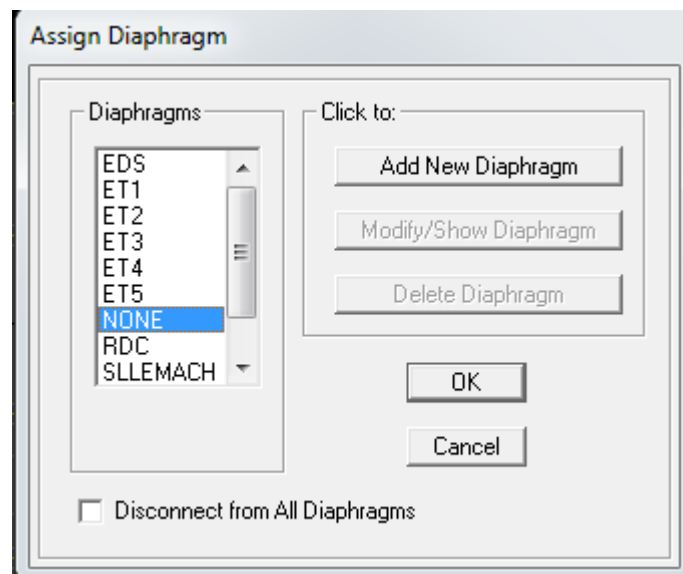 Assign Diaphragm
Diaphragms
EDS
ET1
ET2
ET3
ET4
ET5
NONE
RDC
SLLEMACH
Click to:
Add New Diaphragm
Modify/Show Diaphragm
Delete Diaphragm
OK
Cancel
Disconnect from All Diaphragms